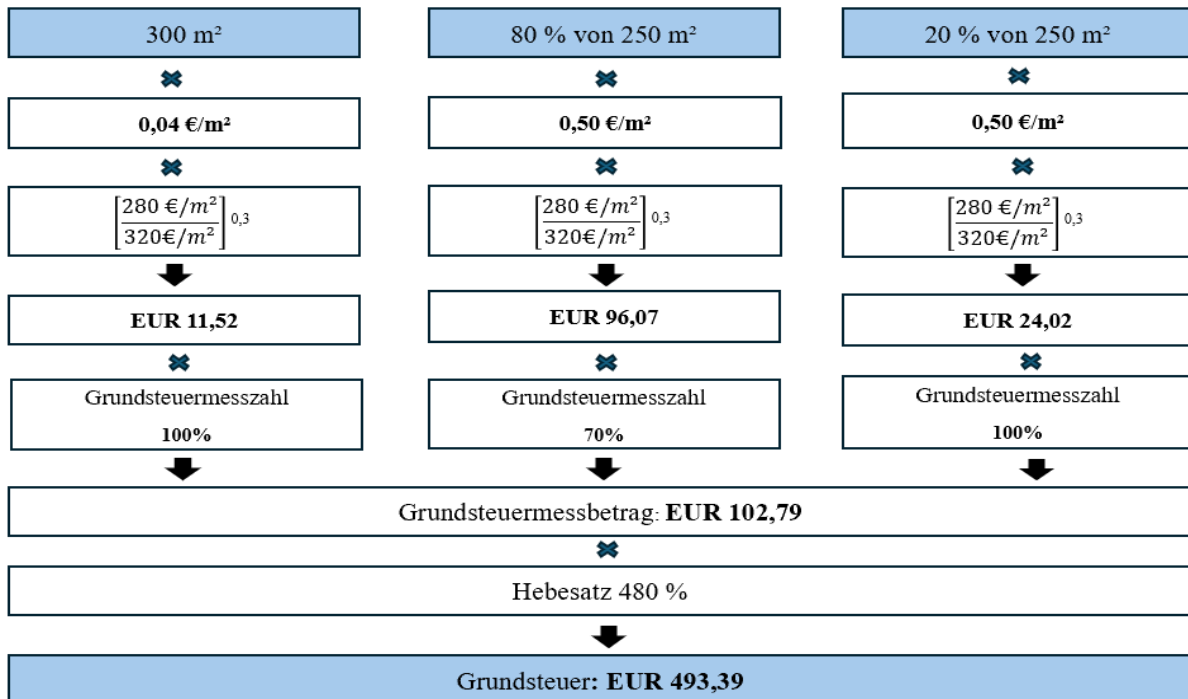 300 m²
80 % von 250 m²
20 % von 250 m²
0,04 €/m²
0,50 €/m²
0,50 €/m²
[280 €/m² / 320€/m²] 0,3
[280 €/m² / 320€/m²] 0,3
[280 €/m² / 320€/m²] 0,3
EUR 11,52
EUR 96,07
EUR 24,02
Grundsteuermesszahl
100%
Grundsteuermesszahl
70%
Grundsteuermesszahl
100%
Grundsteuermessbetrag: EUR 102,79
Hebesatz 480 %
Grundsteuer: EUR 493,39